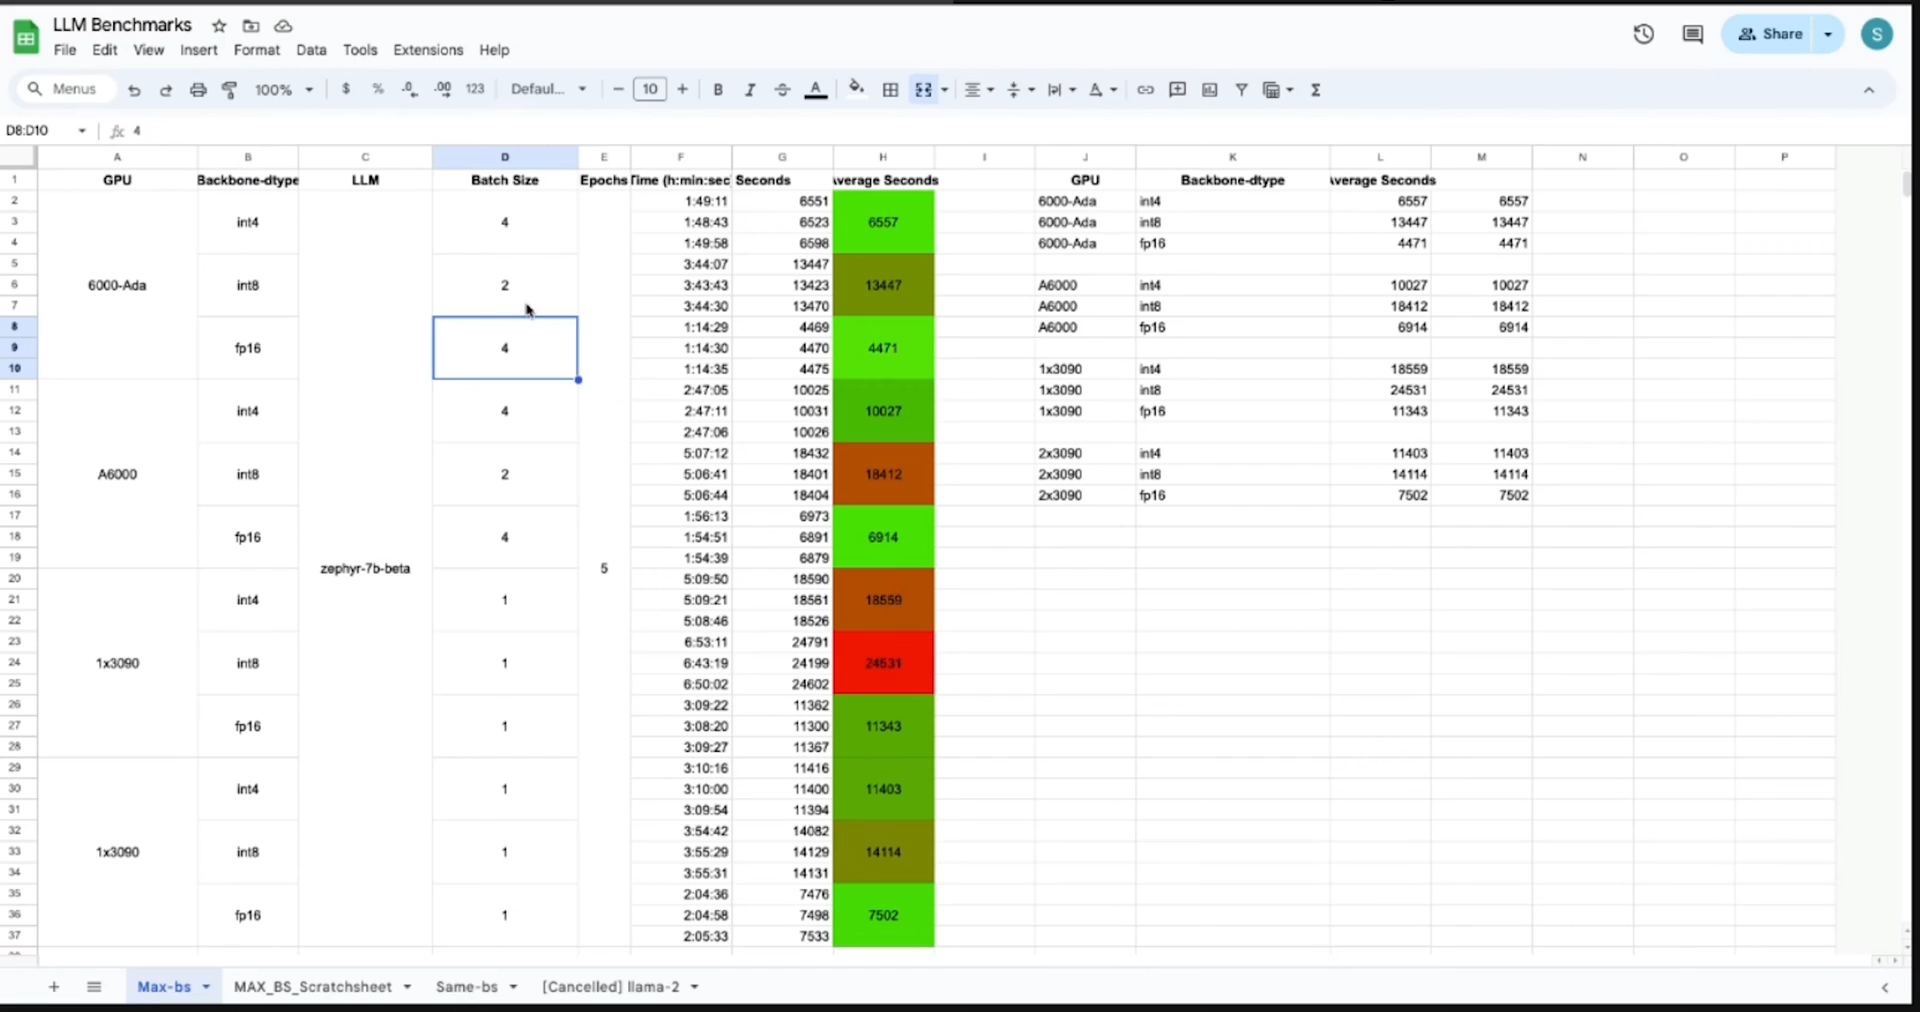 LLM Benchmarks
File Edit View Insert Format Data Tools Extensions Help
Share
S
Menus 100% $ % .0 .00 123 Defaul... − 10 + B I A Σ
D8:D10 fx 4
A B C D E F G H I J K L M N O P
1 GPU Backbone-dtype LLM Batch Size Epochs Time (h:min:sec Seconds Average Seconds GPU Backbone-dtype Average Seconds
2 1:49:11 6551 6000-Ada int4 6557 6557
3 int4 4 1:48:43 6523 6557 6000-Ada int8 13447 13447
4 1:49:58 6598 6000-Ada fp16 4471 4471
5 3:44:07 13447
6 6000-Ada int8 2 3:43:43 13423 13447 A6000 int4 10027 10027
7 3:44:30 13470 A6000 int8 18412 18412
8 1:14:29 4469 A6000 fp16 6914 6914
9 fp16 4 1:14:30 4470 4471
10 1:14:35 4475 1x3090 int4 18559 18559
11 2:47:05 10025 1x3090 int8 24531 24531
12 int4 4 2:47:11 10031 10027 1x3090 fp16 11343 11343
13 2:47:06 10026
14 5:07:12 18432 2x3090 int4 11403 11403
15 A6000 int8 2 5:06:41 18401 18412 2x3090 int8 14114 14114
16 5:06:44 18404 2x3090 fp16 7502 7502
17 1:56:13 6973
18 fp16 4 1:54:51 6891 6914
19 zephyr-7b-beta 5 1:54:39 6879
20 5:09:50 18590
21 int4 1 5:09:21 18561 18559
22 5:08:46 18526
23 6:53:11 24791
24 1x3090 int8 1 6:43:19 24199 24531
25 6:50:02 24602
26 3:09:22 11362
27 fp16 1 3:08:20 11300 11343
28 3:09:27 11367
29 3:10:16 11416
30 int4 1 3:10:00 11400 11403
31 3:09:54 11394
32 3:54:42 14082
33 1x3090 int8 1 3:55:29 14129 14114
34 3:55:31 14131
35 2:04:36 7476
36 fp16 1 2:04:58 7498 7502
37 2:05:33 7533
+ Max-bs MAX_BS_Scratchsheet Same-bs [Cancelled] llama-2